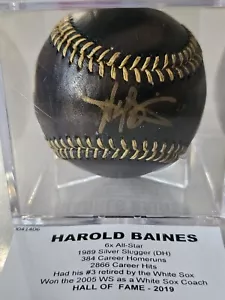 HAROLD BAINES
6x All-Star
1989 Silver Slugger (DH)
384 Career Homeruns
2866 Career Hits
Had his #3 retired by the White Sox
Won the 2005 WS as a White Sox Coach
HALL OF FAME - 2019